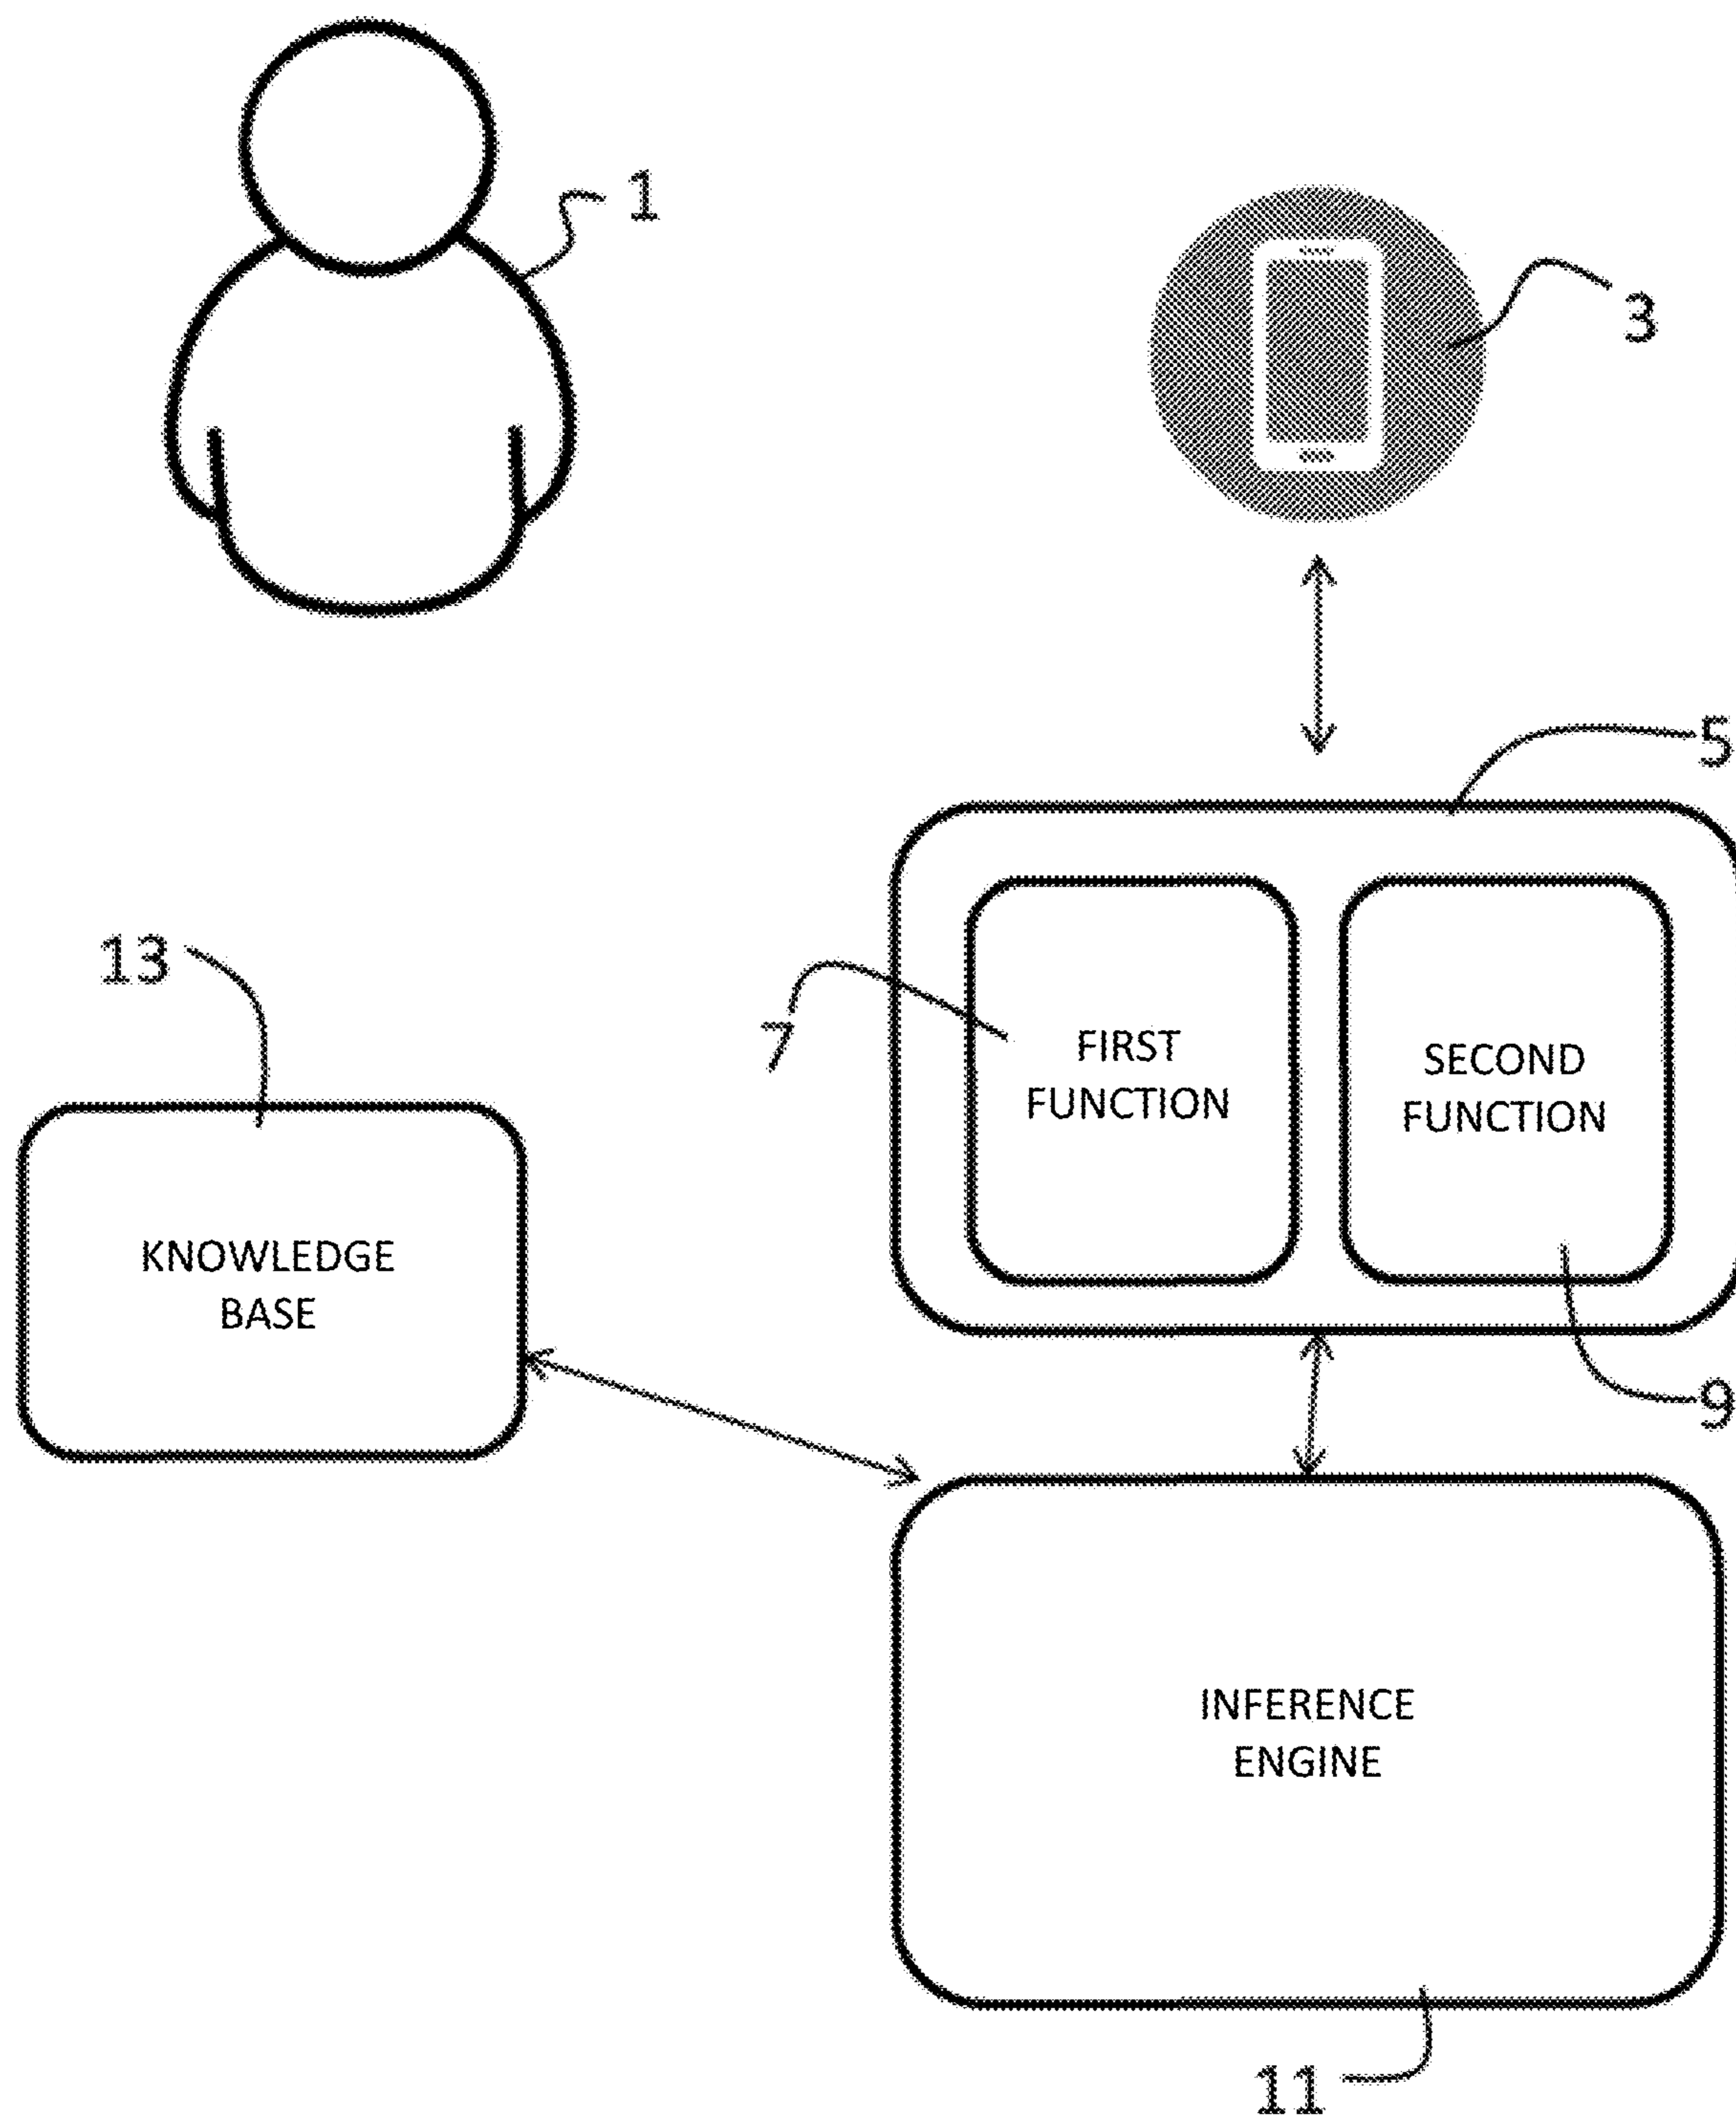 1
3
5
13
7
FIRST
FUNCTION
SECOND
FUNCTION
KNOWLEDGE
BASE
9
INFERENCE
ENGINE
11